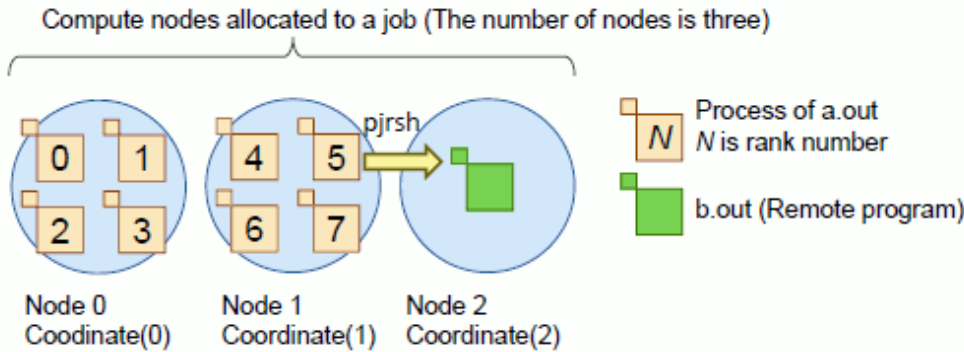 Compute nodes allocated to a job (The number of nodes is three)
0 1 4 5 pjrsh
2 3 6 7
N
Process of a.out
N is rank number
b.out (Remote program)
Node 0
Coodinate(0)
Node 1
Coordinate(1)
Node 2
Coordinate(2)